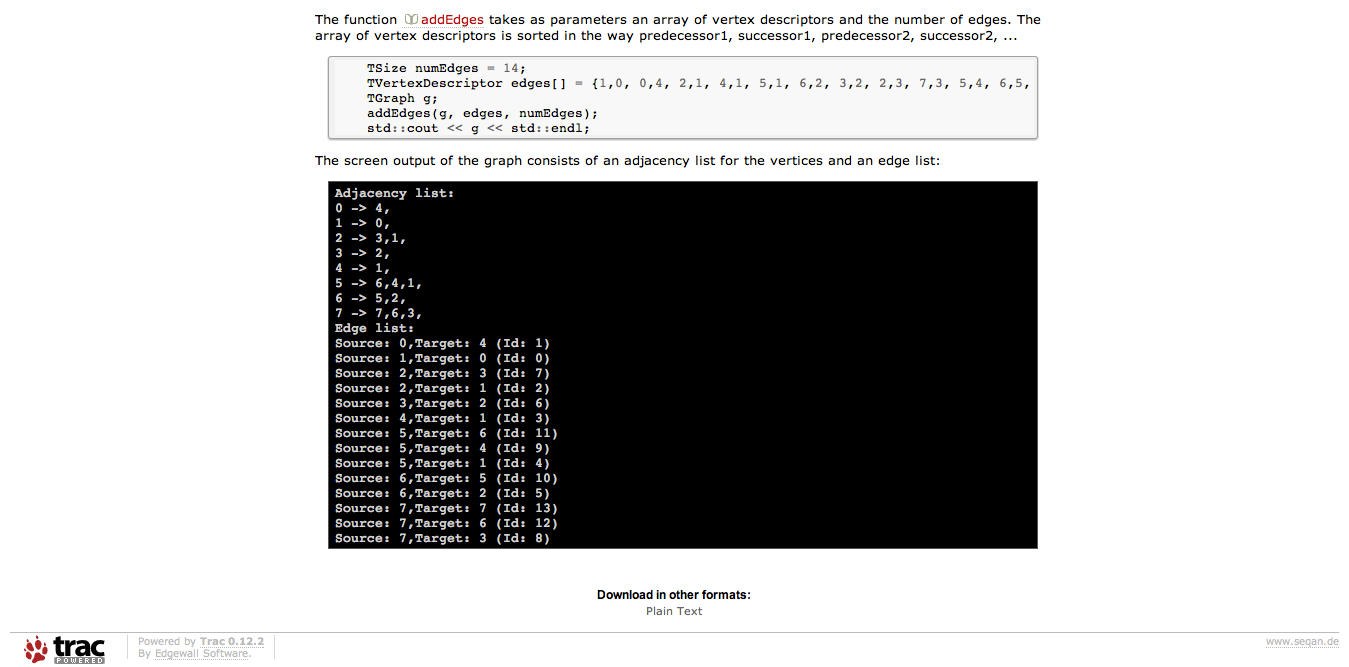 The function addEdges takes as parameters an array of vertex descriptors and the number of edges. The
array of vertex descriptors is sorted in the way predecessor1, successor1, predecessor2, successor2, ...
TSize numEdges = 14;
TVertexDescriptor edges[] = {1,0, 0,4, 2,1, 4,1, 5,1, 6,2, 3,2, 2,3, 7,3, 5,4, 6,5,
TGraph g;
addEdges(g, edges, numEdges);
std::cout << g << std::endl;
The screen output of the graph consists of an adjacency list for the vertices and an edge list:
Adjacency list:
0 -> 4,
1 -> 0,
2 -> 3,1,
3 -> 2,
4 -> 1,
5 -> 6,4,1,
6 -> 5,2,
7 -> 7,6,3,
Edge list:
Source: 0,Target: 4 (Id: 1)
Source: 1,Target: 0 (Id: 0)
Source: 2,Target: 3 (Id: 7)
Source: 2,Target: 1 (Id: 2)
Source: 3,Target: 2 (Id: 6)
Source: 4,Target: 1 (Id: 3)
Source: 5,Target: 6 (Id: 11)
Source: 5,Target: 4 (Id: 9)
Source: 5,Target: 1 (Id: 4)
Source: 6,Target: 5 (Id: 10)
Source: 6,Target: 2 (Id: 5)
Source: 7,Target: 7 (Id: 13)
Source: 7,Target: 6 (Id: 12)
Source: 7,Target: 3 (Id: 8)
Download in other formats:
Plain Text
trac
POWERED
Powered by Trac 0.12.2
By Edgewall Software.
www.seqan.de